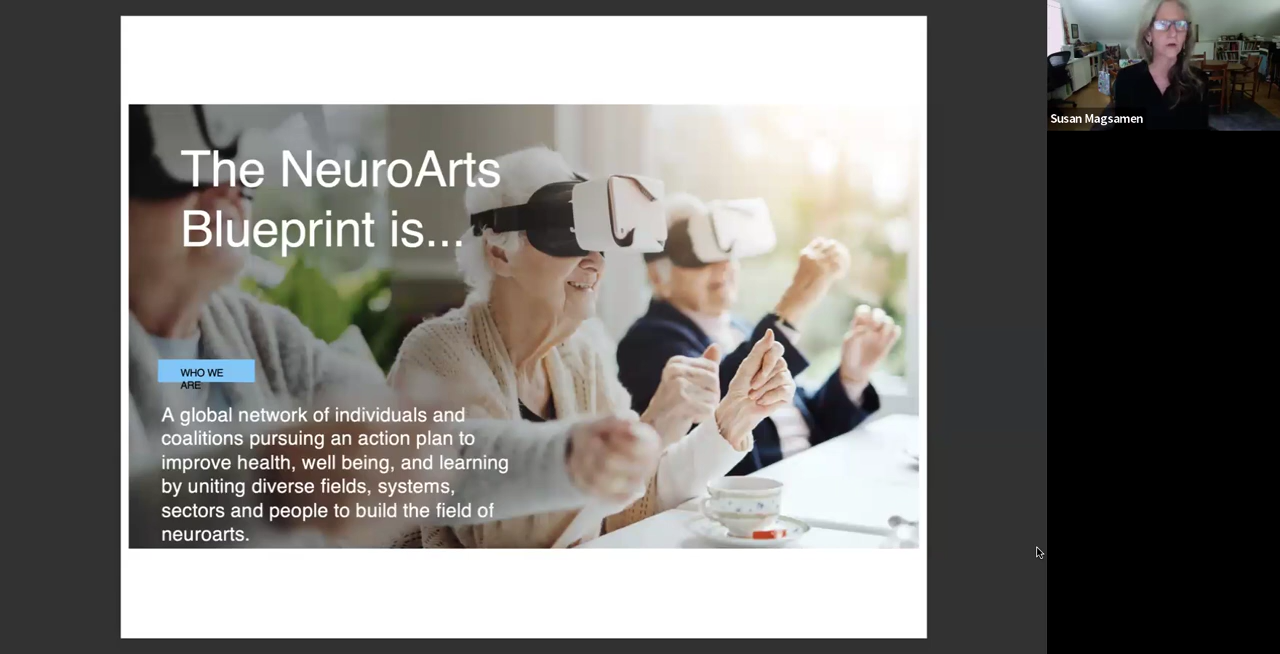 The NeuroArts
Blueprint is...
WHO WE
ARE
A global network of individuals and
coalitions pursuing an action plan to
improve health, well being, and learning
by uniting diverse fields, systems,
sectors and people to build the field of
neuroarts.
Susan Magsamen